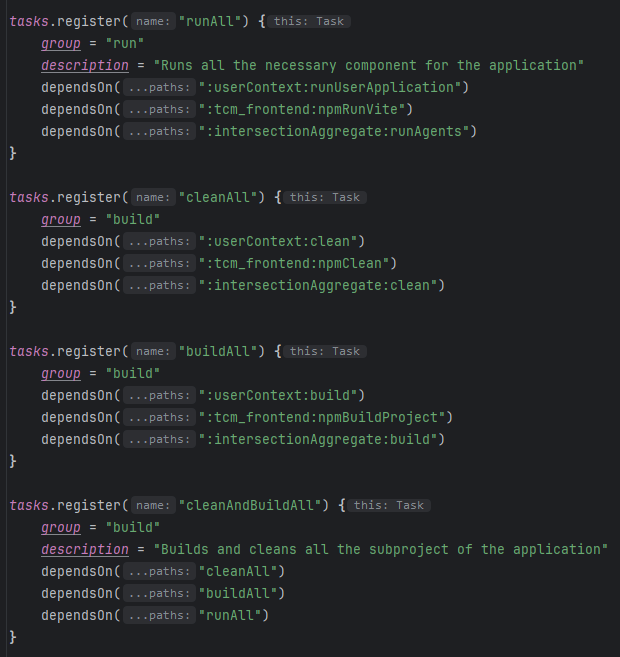 tasks.register( name: "runAll") { this: Task
    group = "run"
    description = "Runs all the necessary component for the application"
    dependsOn( ...paths: ":userContext:runUserApplication")
    dependsOn( ...paths: ":tcm_frontend:npmRunVite")
    dependsOn( ...paths: ":intersectionAggregate:runAgents")
}
tasks.register( name: "cleanAll") { this: Task
    group = "build"
    dependsOn( ...paths: ":userContext:clean")
    dependsOn( ...paths: ":tcm_frontend:npmClean")
    dependsOn( ...paths: ":intersectionAggregate:clean")
}
tasks.register( name: "buildAll") { this: Task
    group = "build"
    dependsOn( ...paths: ":userContext:build")
    dependsOn( ...paths: ":tcm_frontend:npmBuildProject")
    dependsOn( ...paths: ":intersectionAggregate:build")
}
tasks.register( name: "cleanAndBuildAll") { this: Task
    group = "build"
    description = "Builds and cleans all the subproject of the application"
    dependsOn( ...paths: "cleanAll")
    dependsOn( ...paths: "buildAll")
    dependsOn( ...paths: "runAll")
}